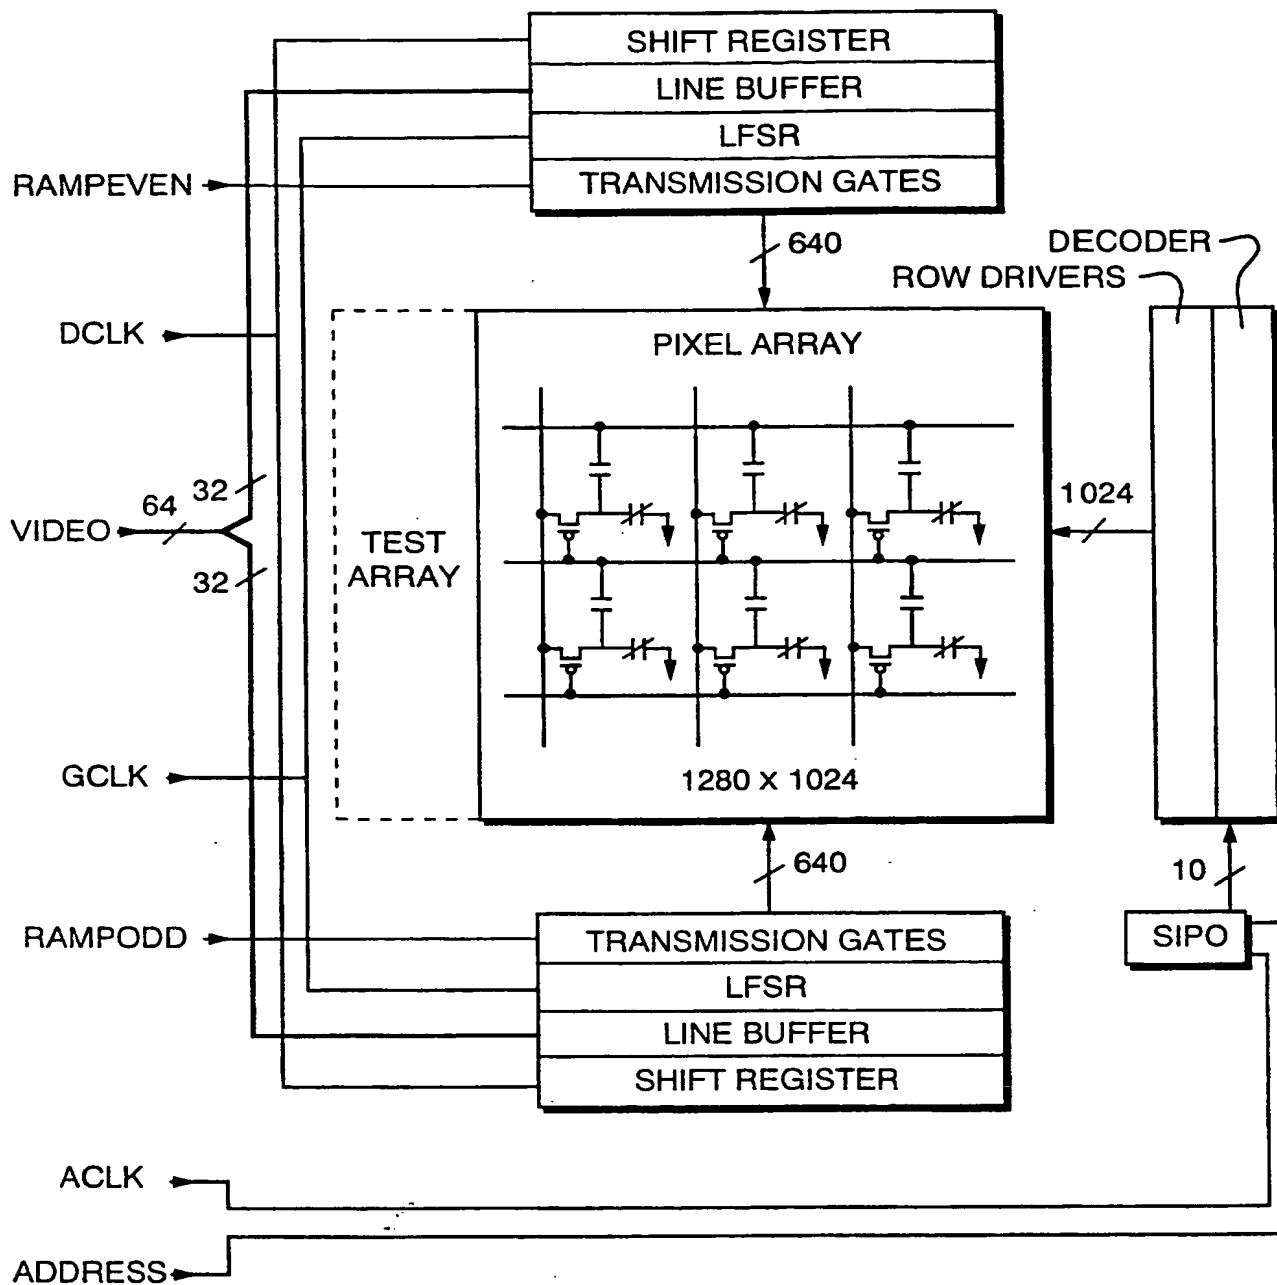 SHIFT REGISTER
LINE BUFFER
LFSR
RAMPEVEN
TRANSMISSION GATES
640
DECODER
ROW DRIVERS
DCLK
PIXEL ARRAY
32
64
1024
VIDEO
TEST
ARRAY
32
GCLK
1280 X 1024
640
10
RAMPODD
TRANSMISSION GATES
SIPO
LFSR
LINE BUFFER
SHIFT REGISTER
ACLK
ADDRESS